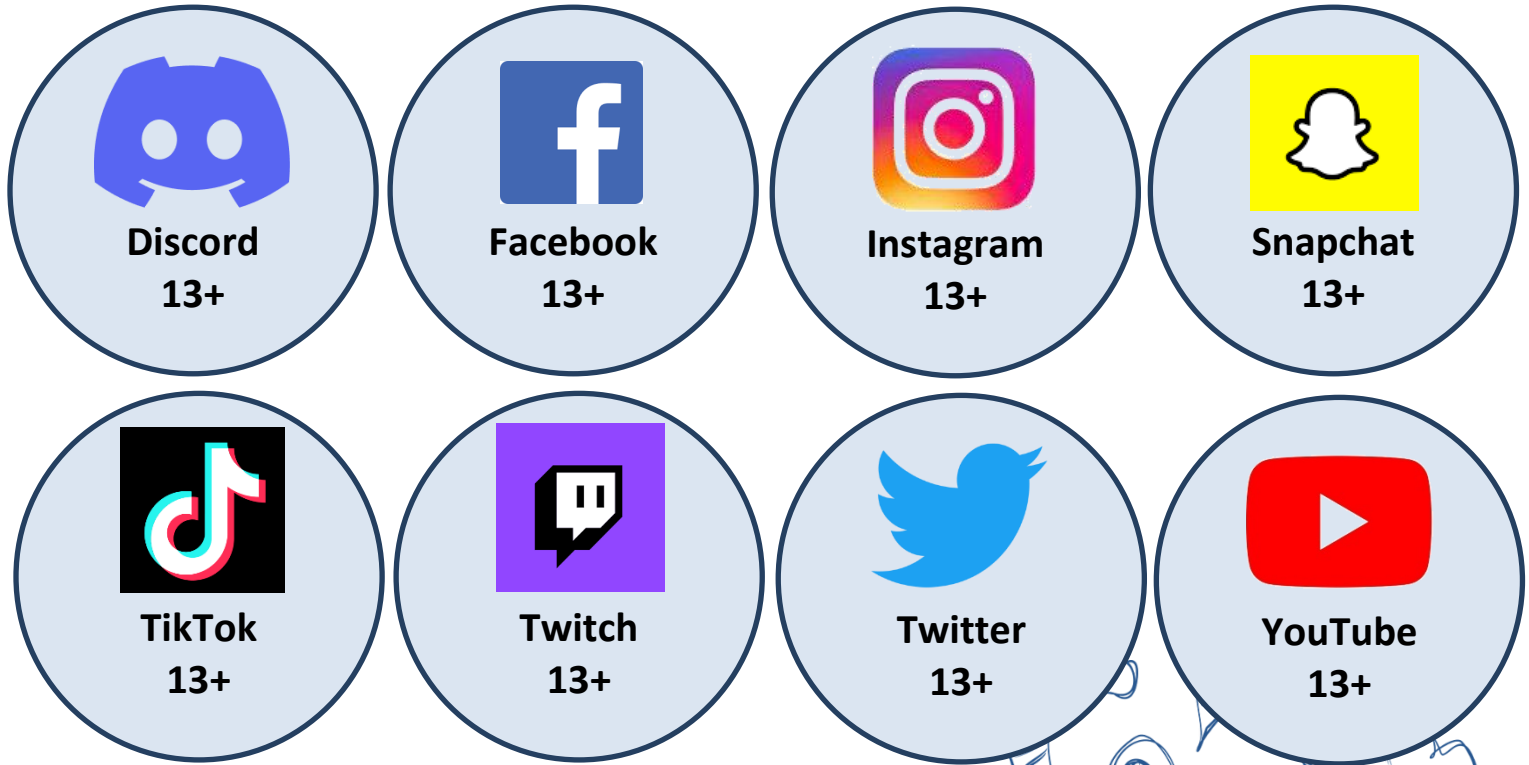 Discord
13+
Facebook
13+
Instagram
13+
Snapchat
13+
TikTok
13+
Twitch
13+
Twitter
13+
YouTube
13+